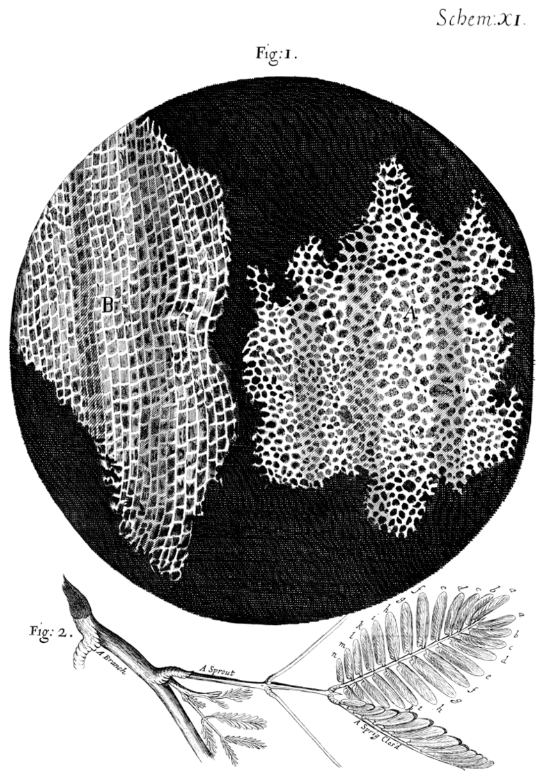 Schem: XI.
Fig: 1.
B
A
Fig: 2.
A Branch
A Sprout
A Sprig Clos'd